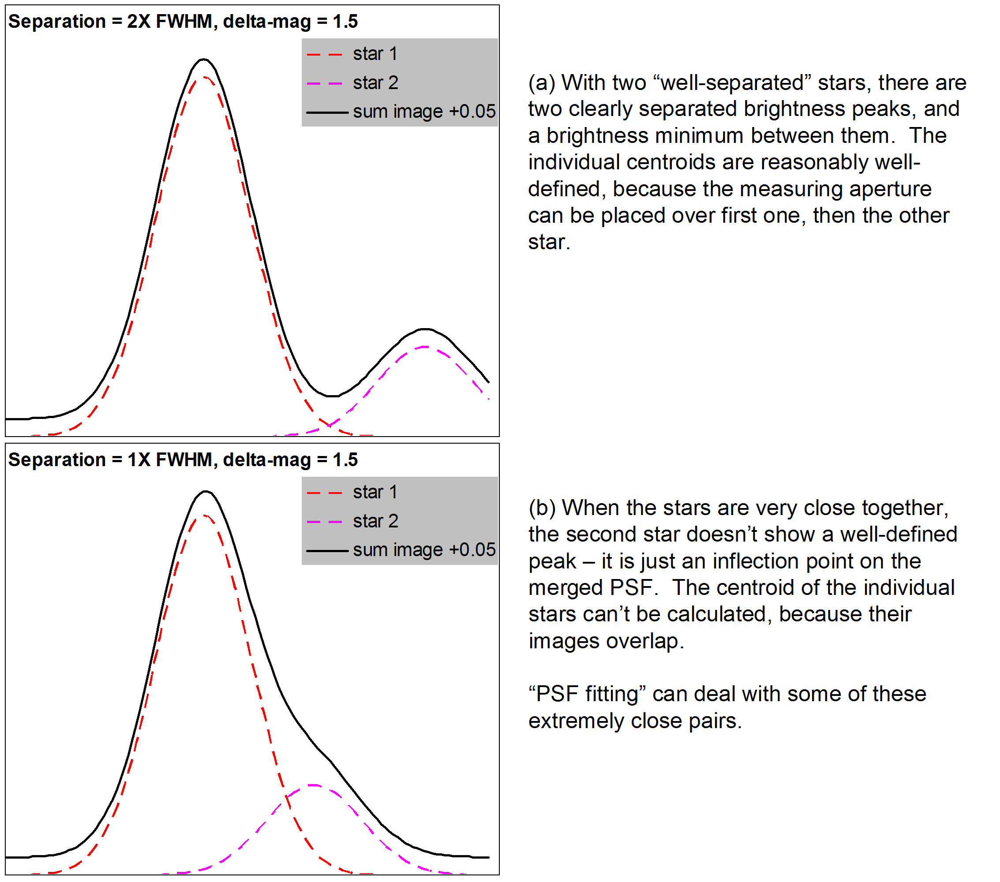 Separation = 2X FWHM, delta-mag = 1.5
star 1
star 2
sum image +0.05
(a) With two “well-separated” stars, there are
two clearly separated brightness peaks, and
a brightness minimum between them.  The
individual centroids are reasonably well-
defined, because the measuring aperture
can be placed over first one, then the other
star.
Separation = 1X FWHM, delta-mag = 1.5
star 1
star 2
sum image +0.05
(b) When the stars are very close together,
the second star doesn’t show a well-defined
peak – it is just an inflection point on the
merged PSF.  The centroid of the individual
stars can’t be calculated, because their
images overlap.
“PSF fitting” can deal with some of these
extremely close pairs.